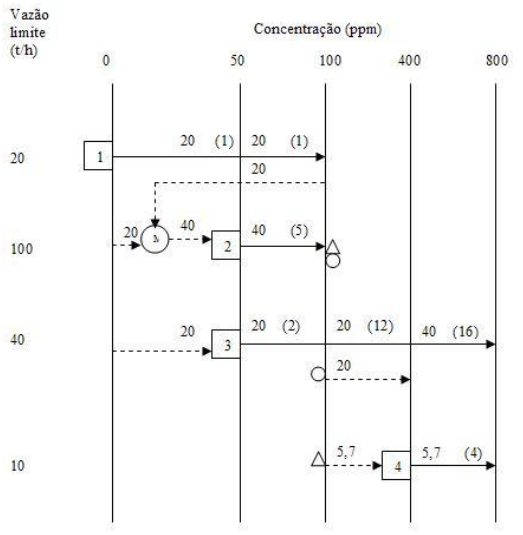 Vazão
limite
(t/h)
Concentração (ppm)
0 50 100 400 800
20 (1) 20 (1)
20 1
20
20 40 40 (5)
100 2
20 20 (2) 20 (12) 40 (16)
40 3
20
5,7 5,7 (4)
10 4